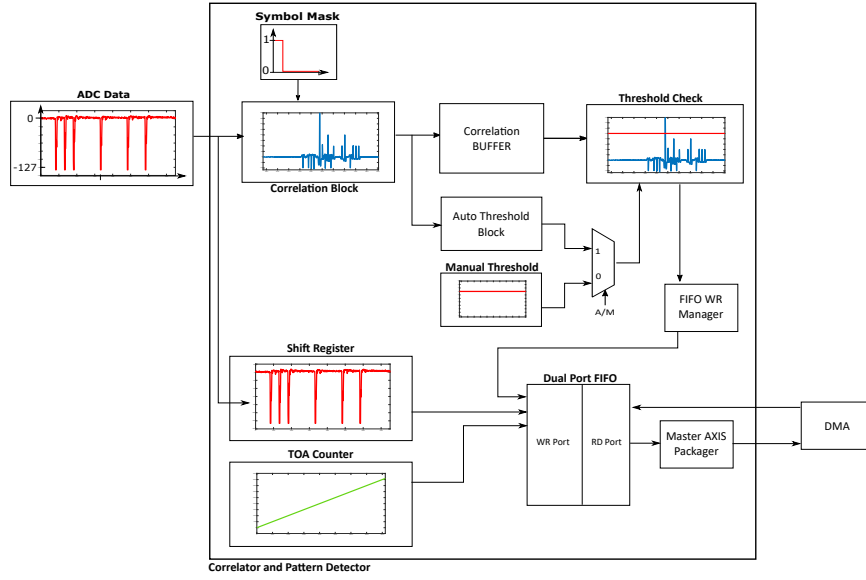 Symbol Mask
1
0
ADC Data
0
-127
Correlation Block
Correlation
BUFFER
Threshold Check
Auto Threshold
Block
1
0
A/M
Manual Threshold
FIFO WR
Manager
Shift Register
Dual Port FIFO
WR Port
RD Port
Master AXIS
Packager
DMA
TOA Counter
Correlator and Pattern Detector